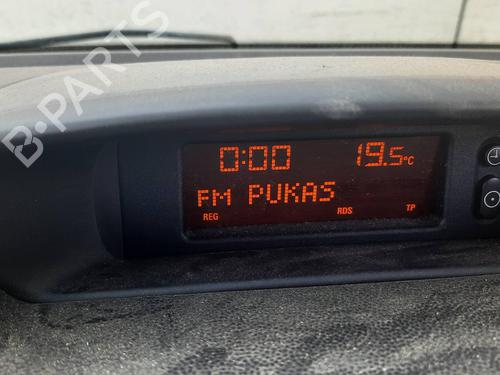 B-PARTS
0:00 19.5°C
FM PUKAS
REG RDS TP